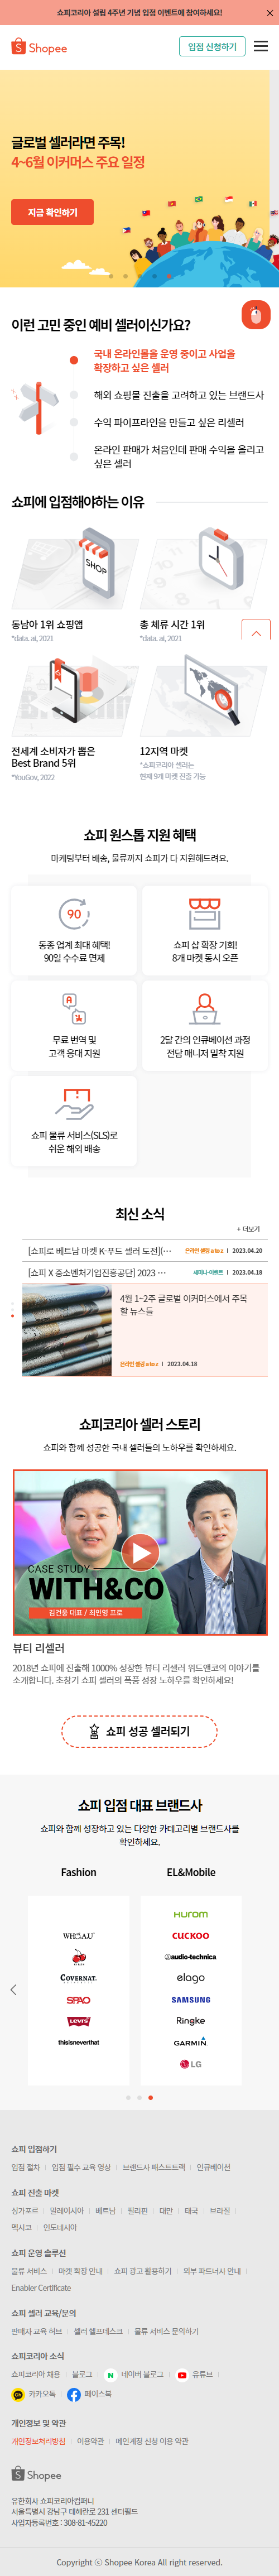 쇼피코리아 설립 4주년 기념 입점 이벤트에 참여하세요!
Shopee
입점 신청하기
글로벌 셀러라면 주목!
4~6월 이커머스 주요 일정
지금 확인하기
이런 고민 중인 예비 셀러이신가요?
국내 온라인몰을 운영 중이고 사업을
확장하고 싶은 셀러
해외 쇼핑몰 진출을 고려하고 있는 브랜드사
수익 파이프라인을 만들고 싶은 리셀러
온라인 판매가 처음인데 판매 수익을 올리고
싶은 셀러
쇼피에 입점해야하는 이유
SHOP
동남아 1위 쇼핑앱
*data. ai, 2021
총 체류 시간 1위
*data. ai, 2021
전세계 소비자가 뽑은
Best Brand 5위
*YouGov, 2022
12지역 마켓
*쇼피코리아 셀러는
현재 9개 마켓 진출 가능
쇼피 원스톱 지원 혜택
마케팅부터 배송, 물류까지 쇼피가 다 지원해드려요.
90
동종 업계 최대 혜택!
90일 수수료 면제
쇼피 샵 확장 기회!
8개 마켓 동시 오픈
무료 번역 및
고객 응대 지원
2달 간의 인큐베이션 과정
전담 매니저 밀착 지원
쇼피 물류 서비스(SLS)로
쉬운 해외 배송
최신 소식
+ 더보기
[쇼피로 베트남 마켓 K-푸드 셀러 도전](…
온라인 셀링 a to z | 2023.04.20
[쇼피 X 중소벤처기업진흥공단] 2023 …
세미나·이벤트 | 2023.04.18
4월 1~2주 글로벌 이커머스에서 주목
할 뉴스들
온라인 셀링 a to z | 2023.04.18
쇼피코리아 셀러 스토리
쇼피와 함께 성공한 국내 셀러들의 노하우를 확인하세요.
CASE STUDY
WITH&CO
김건웅 대표 / 최인영 프로
뷰티 리셀러
2018년 쇼피에 진출해 1000% 성장한 뷰티 리셀러 위드앤코의 이야기를
소개합니다. 초창기 쇼피 셀러의 폭풍 성장 노하우를 확인하세요!
쇼피 성공 셀러되기
쇼피 입점 대표 브랜드사
쇼피와 함께 성장하고 있는 다양한 카테고리별 브랜드사를
확인하세요.
Fashion
EL&Mobile
WHO.A.U
COVERNAT.
SPAO
Levi's
thisisneverthat
HUROM
CUCKOO
audio-technica
elago
SAMSUNG
Ringke
GARMIN
LG
쇼피 입점하기
입점 절차 | 입점 필수 교육 영상 | 브랜드사 패스트트랙 | 인큐베이션
쇼피 진출 마켓
싱가포르 | 말레이시아 | 베트남 | 필리핀 | 대만 | 태국 | 브라질 |
멕시코 | 인도네시아
쇼피 운영 솔루션
물류 서비스 | 마켓 확장 안내 | 쇼피 광고 활용하기 | 외부 파트너사 안내 |
Enabler Certificate
쇼피 셀러 교육/문의
판매자 교육 허브 | 셀러 헬프데스크 | 물류 서비스 문의하기
쇼피코리아 소식
쇼피코리아 채용 | 블로그 | 네이버 블로그 | 유튜브 |
카카오톡 | 페이스북
개인정보 및 약관
개인정보처리방침 | 이용약관 | 메인계정 신청 이용 약관
Shopee
유한회사 쇼피코리아컴퍼니
서울특별시 강남구 테헤란로 231 센터필드
사업자등록번호 : 308-81-45220
Copyright ⓒ Shopee Korea All right reserved.